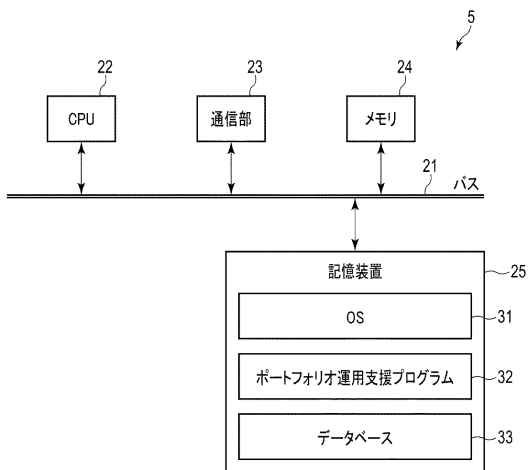 5
22
23
24
CPU
通信部
メモリ
21
バス
記憶装置
25
OS
31
ポートフォリオ運用支援プログラム
32
データベース
33